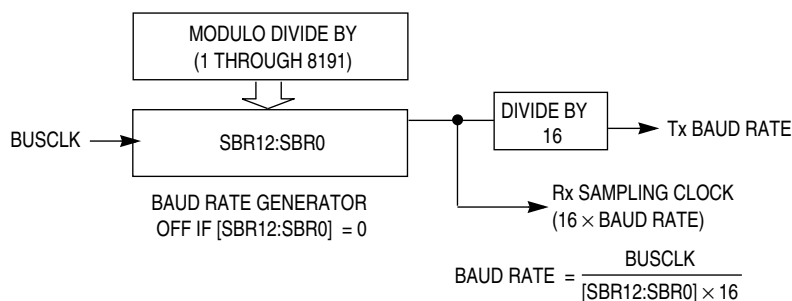 MODULO DIVIDE BY
(1 THROUGH 8191)
BUSCLK
SBR12:SBR0
DIVIDE BY
16
Tx BAUD RATE
BAUD RATE GENERATOR
OFF IF [SBR12:SBR0] = 0
Rx SAMPLING CLOCK
(16 × BAUD RATE)
BAUD RATE =
BUSCLK
[SBR12:SBR0] × 16